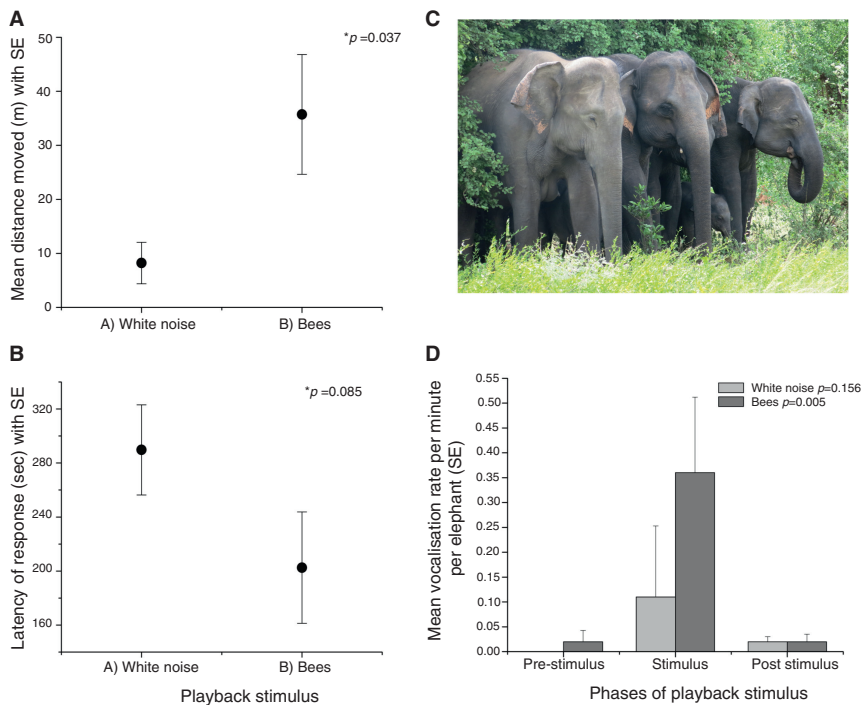 A
Mean distance moved (m) with SE
50
40
30
20
10
0
*p =0.037
A) White noise
B) Bees
B
Latency of response (sec) with SE
320
280
240
200
160
*p =0.085
A) White noise
B) Bees
Playback stimulus
C
D
Mean vocalisation rate per minute
per elephant (SE)
0.55
0.50
0.45
0.40
0.35
0.30
0.25
0.20
0.15
0.10
0.05
0.00
White noise p=0.156
Bees p=0.005
Pre-stimulus
Stimulus
Post stimulus
Phases of playback stimulus